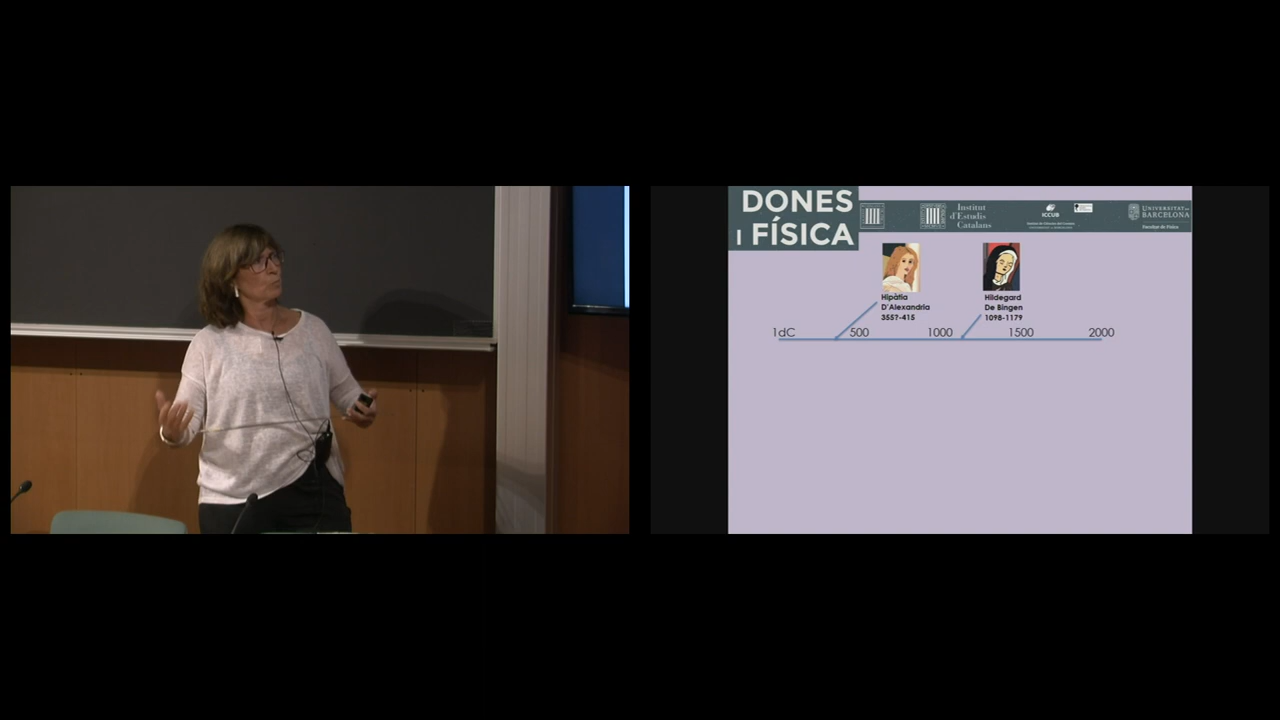 DONES
I FÍSICA
Institut
d'Estudis
Catalans
ICCUB
UNIVERSITAT DE
BARCELONA
Facultat de Física
Hipàtia
D'Alexandria
355?-415
Hildegard
De Bingen
1098-1179
1dC
500
1000
1500
2000